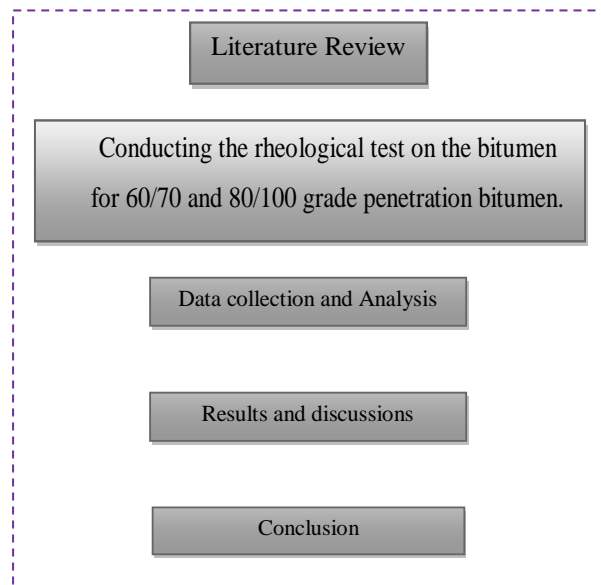 Literature Review
Conducting the rheological test on the bitumen
for 60/70 and 80/100 grade penetration bitumen.
Data collection and Analysis
Results and discussions
Conclusion